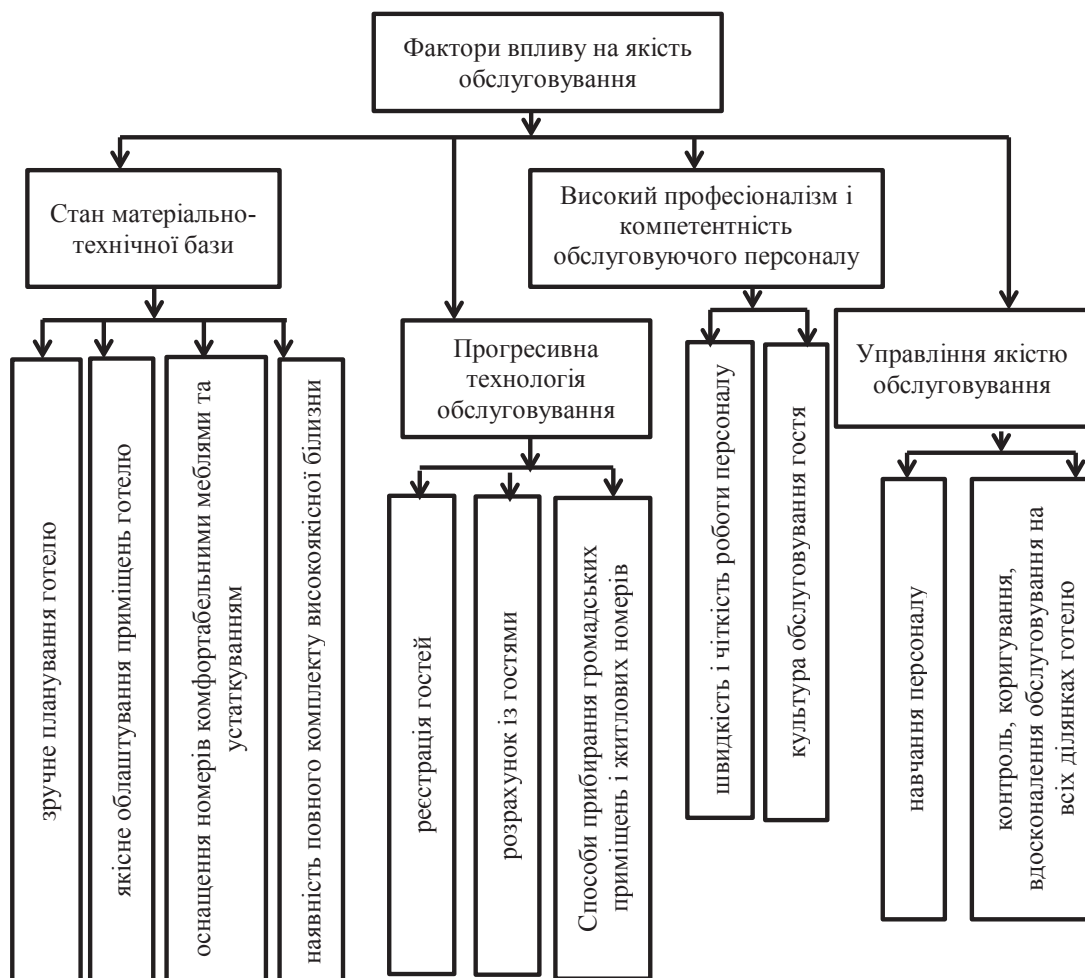 Фактори впливу на якість
обслуговування
Стан матеріально-
технічної бази
Високий професіоналізм і
компетентність
обслуговуючого персоналу
Прогресивна
технологія
обслуговування
Управління якістю
обслуговування
зручне планування готелю
якісне облаштування приміщень готелю
оснащення номерів комфортабельними меблями та
устаткуванням
наявність повного комплекту високоякісної білизни
реєстрація гостей
розрахунок із гостями
Способи прибирання громадських
приміщень і житлових номерів
швидкість і чіткість роботи персоналу
культура обслуговування гостя
навчання персоналу
контроль, коригування,
вдосконалення обслуговування на
всіх ділянках готелю